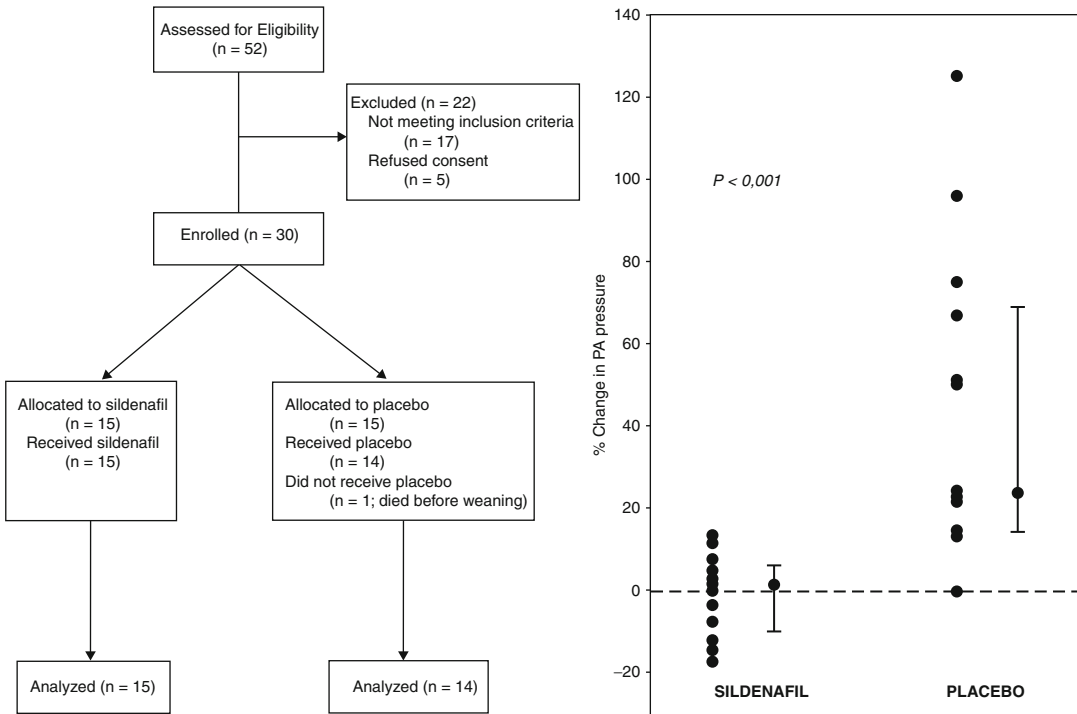 Assessed for Eligibility
(n = 52)
Excluded (n = 22)
Not meeting inclusion criteria
(n = 17)
Refused consent
(n = 5)
Enrolled (n = 30)
Allocated to sildenafil
(n = 15)
Received sildenafil
(n = 15)
Allocated to placebo
(n = 15)
Received placebo
(n = 14)
Did not receive placebo
(n = 1; died before weaning)
Analyzed (n = 15)
Analyzed (n = 14)
% Change in PA pressure
140
120
100
80
60
40
20
0
–20
P < 0,001
SILDENAFIL
PLACEBO